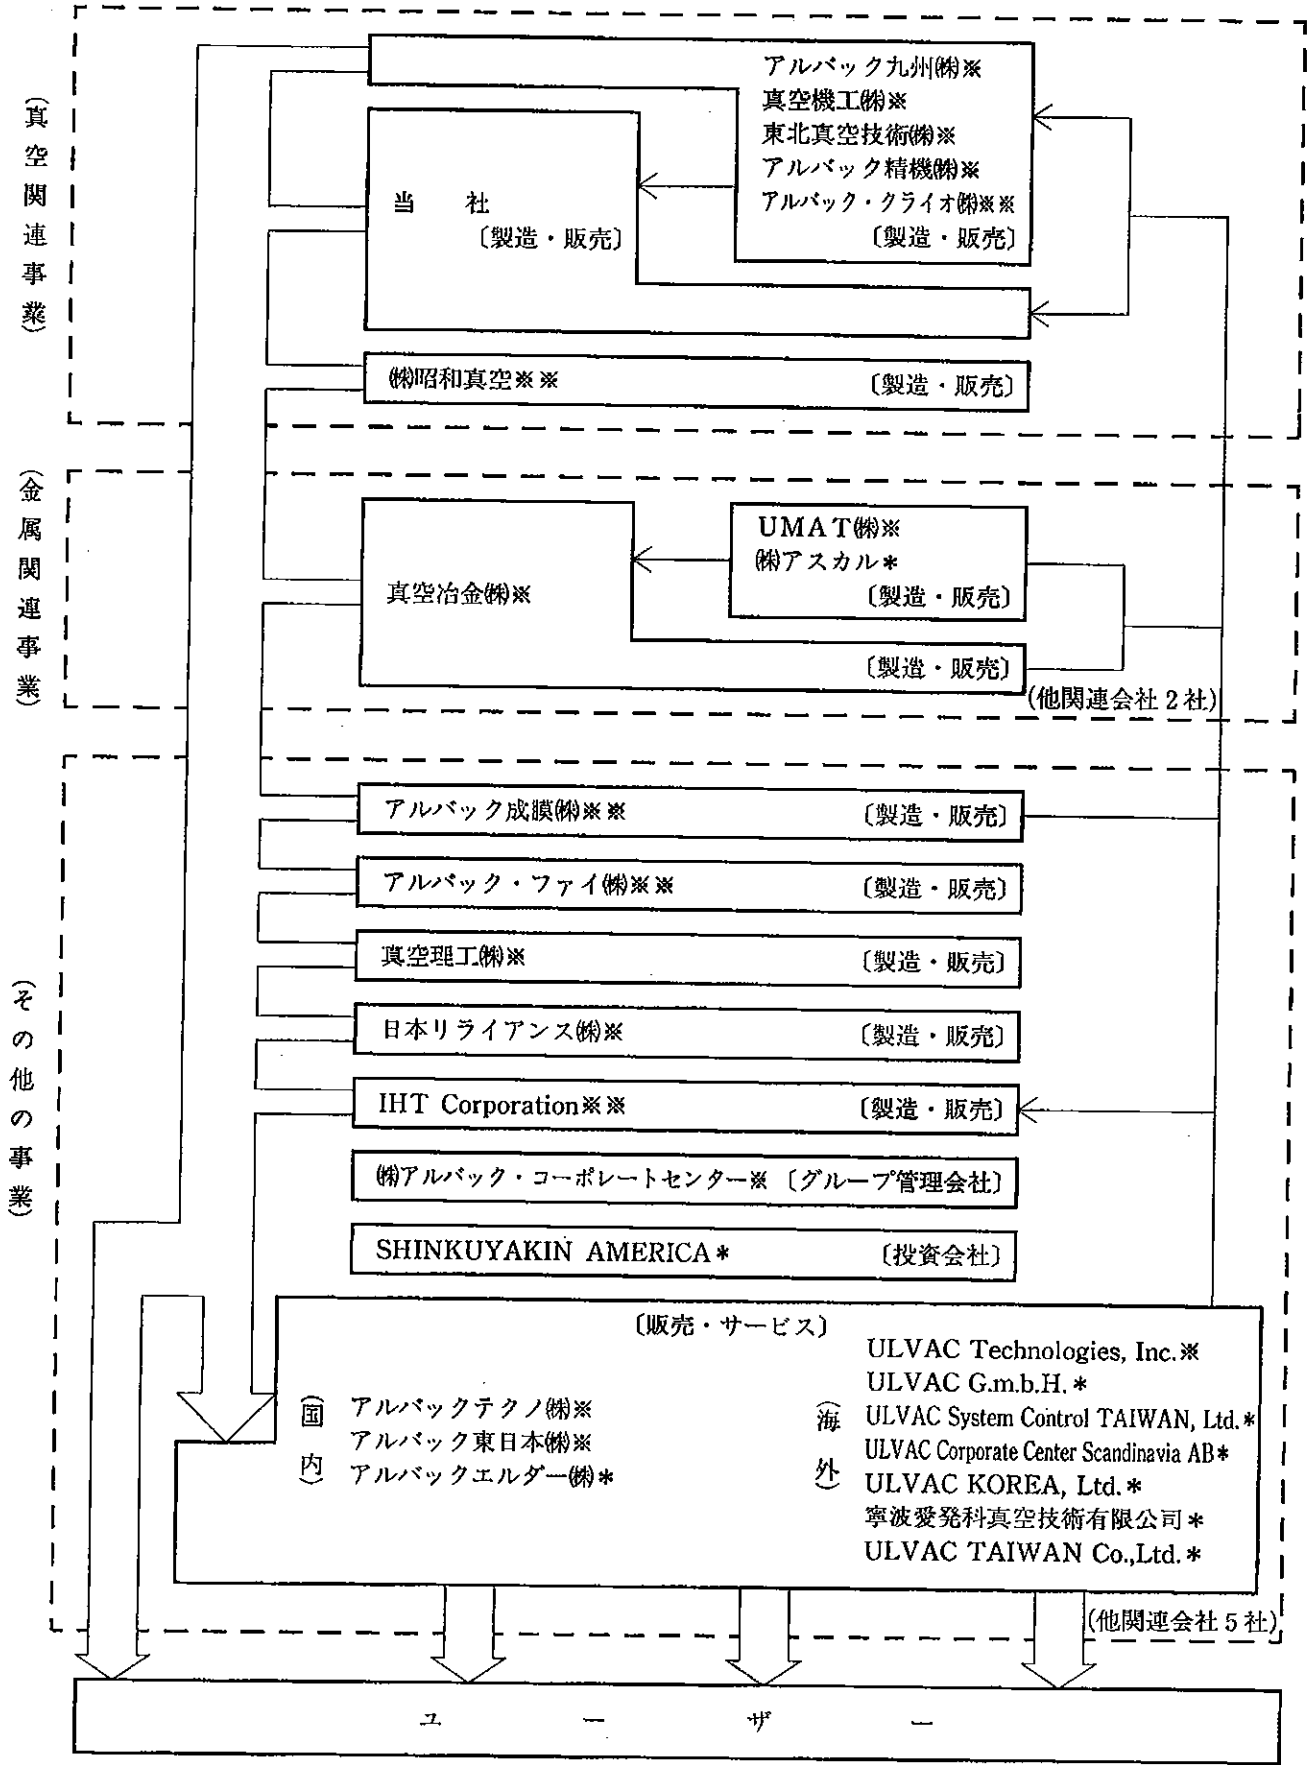 (真空関連事業)
アルバック九州㈱※
真空機工㈱※
東北真空技術㈱※
アルバック精機㈱※
アルバック・クライオ㈱※※
〔製造・販売〕
当 社
〔製造・販売〕
㈱昭和真空※※ 〔製造・販売〕
(金属関連事業)
UMAT㈱※
㈱アスカル*
〔製造・販売〕
真空冶金㈱※
〔製造・販売〕
(他関連会社2社)
(その他の事業)
アルバック成膜㈱※※ 〔製造・販売〕
アルバック・ファイ㈱※※ 〔製造・販売〕
真空理工㈱※ 〔製造・販売〕
日本リライアンス㈱※ 〔製造・販売〕
IHT Corporation※※ 〔製造・販売〕
㈱アルバック・コーポレートセンター※ 〔グループ管理会社〕
SHINKUYAKIN AMERICA* 〔投資会社〕
〔販売・サービス〕
(国内)
アルバックテクノ㈱※
アルバック東日本㈱※
アルバックエルダー㈱*
(海外)
ULVAC Technologies, Inc.※
ULVAC G.m.b.H.*
ULVAC System Control TAIWAN, Ltd.*
ULVAC Corporate Center Scandinavia AB*
ULVAC KOREA, Ltd.*
寧波愛発科真空技術有限公司*
ULVAC TAIWAN Co.,Ltd.*
(他関連会社5社)
ユーザー